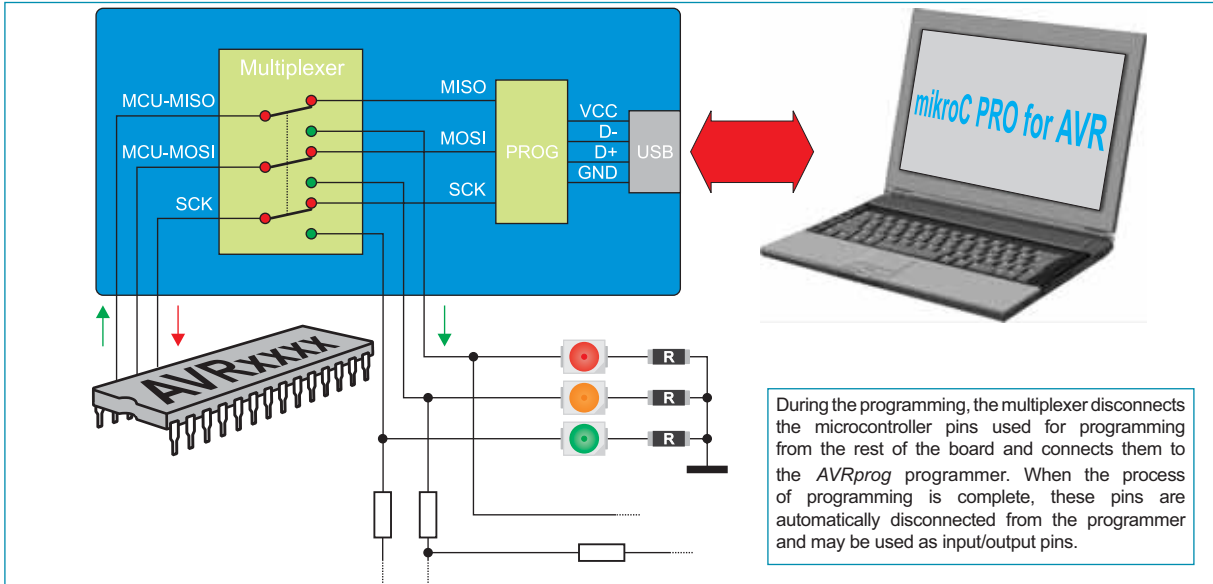 Multiplexer
MCU-MISO
MISO
MCU-MOSI
MOSI
SCK
SCK
PROG
VCC
D-
D+
GND
USB
mikroC PRO for AVR
AVRxxxx
R
R
R
During the programming, the multiplexer disconnects
the microcontroller pins used for programming
from the rest of the board and connects them to
the AVRprog programmer. When the process
of programming is complete, these pins are
automatically disconnected from the programmer
and may be used as input/output pins.